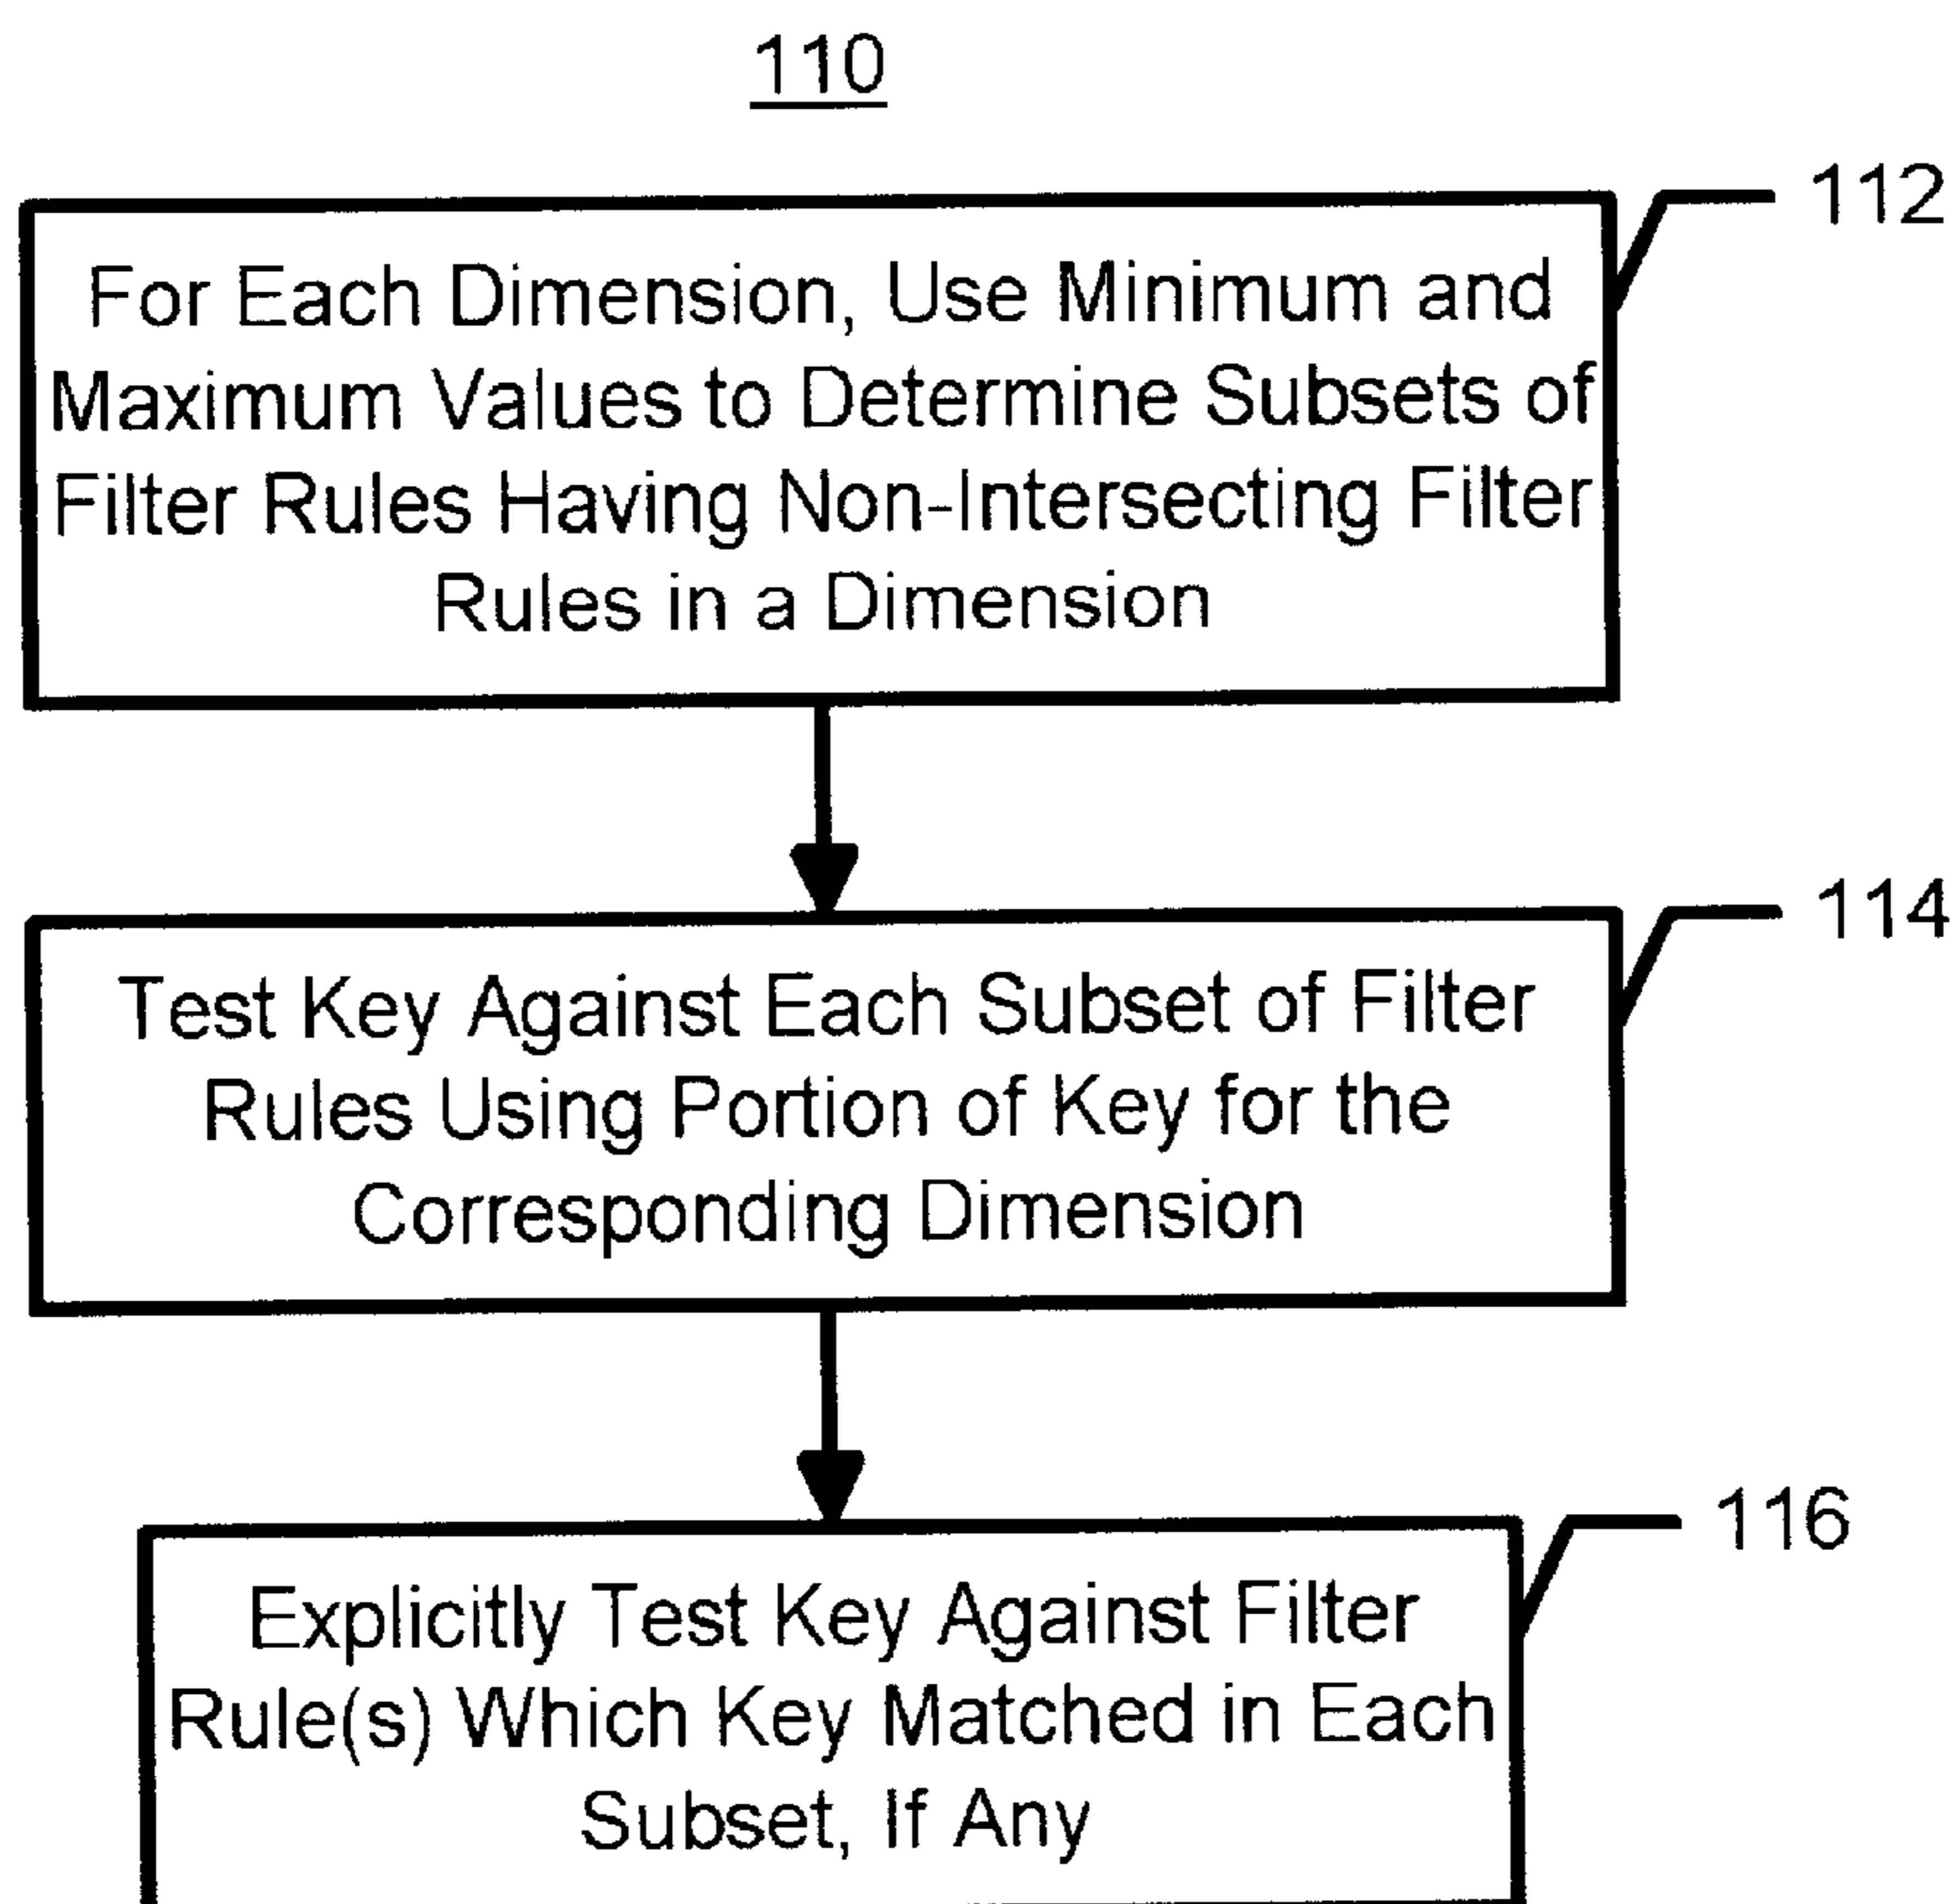 110
112
For Each Dimension, Use Minimum and
Maximum Values to Determine Subsets of
Filter Rules Having Non-Intersecting Filter
Rules in a Dimension
114
Test Key Against Each Subset of Filter
Rules Using Portion of Key for the
Corresponding Dimension
116
Explicitly Test Key Against Filter
Rule(s) Which Key Matched in Each
Subset, If Any